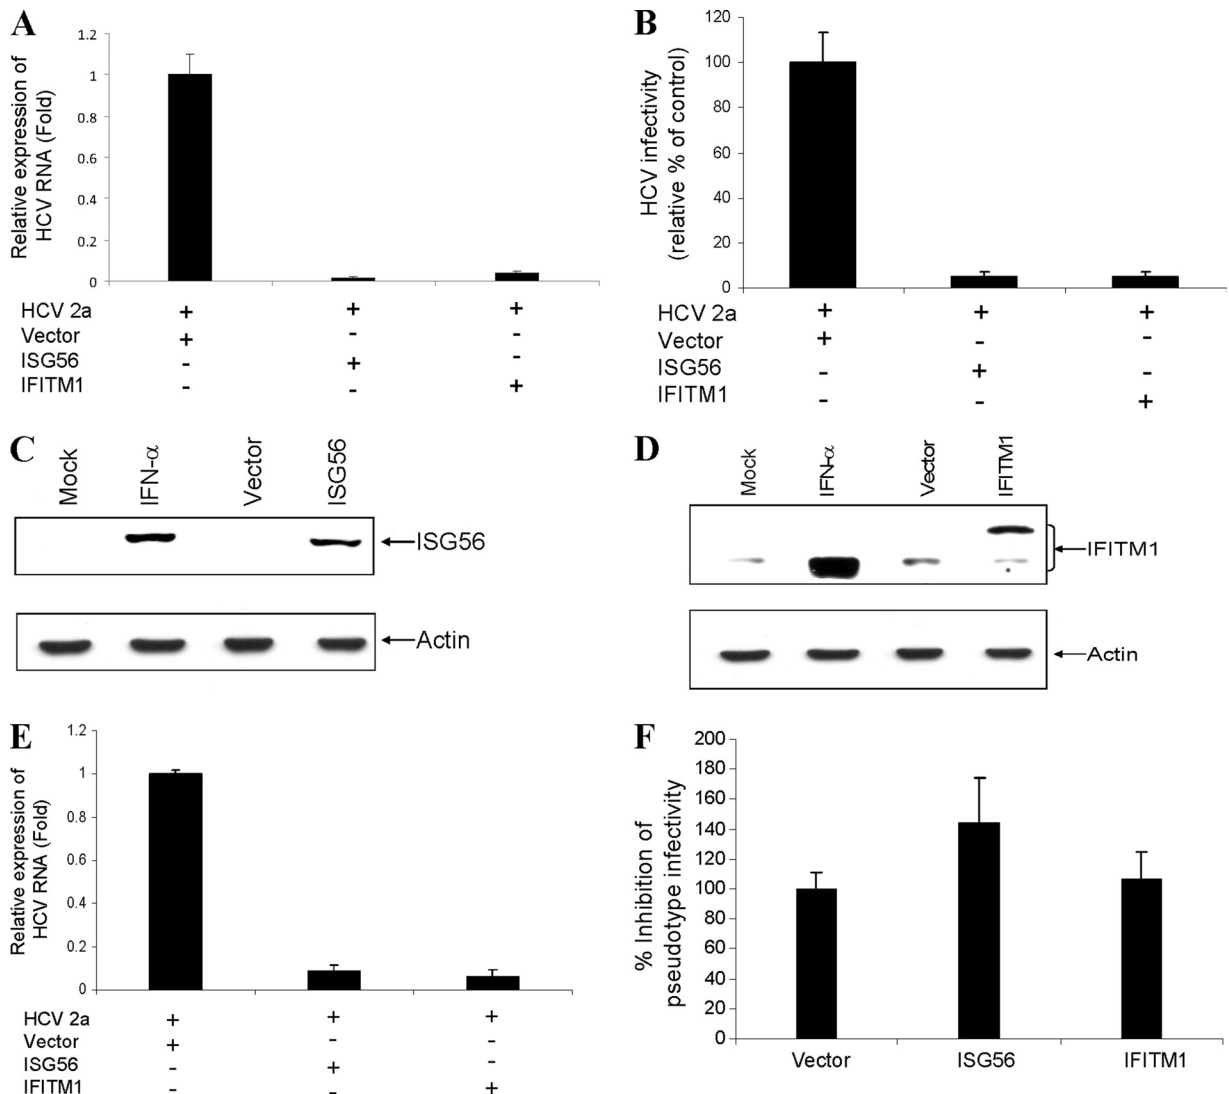 A
Relative expression of
HCV RNA (Fold)
1.2
1
0.8
0.6
0.4
0.2
0
HCV 2a + + +
Vector + - -
ISG56 - + -
IFITM1 - - +
B
HCV infectivity
(relative % of control)
120
100
80
60
40
20
0
HCV 2a + + +
Vector + - -
ISG56 - + -
IFITM1 - - +
C
Mock IFN-α Vector ISG56
ISG56
Actin
D
Mock IFN-α Vector IFITM1
IFITM1
Actin
E
Relative expression of
HCV RNA (Fold)
1.2
1
0.8
0.6
0.4
0.2
0
HCV 2a + + +
Vector + - -
ISG56 - + -
IFITM1 - - +
F
% Inhibition of
pseudotype infectivity
200
180
160
140
120
100
80
60
40
20
0
Vector ISG56 IFITM1